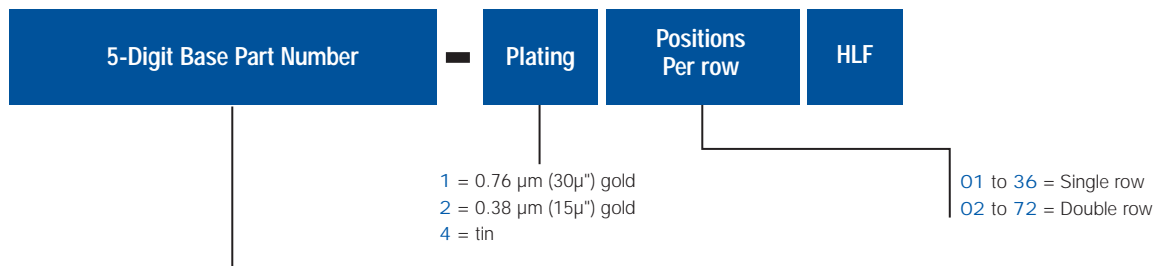 5-Digit Base Part Number
-
Plating
Positions
Per row
HLF
1 = 0.76 µm (30µ") gold
2 = 0.38 µm (15µ") gold
4 = tin
01 to 36 = Single row
02 to 72 = Double row